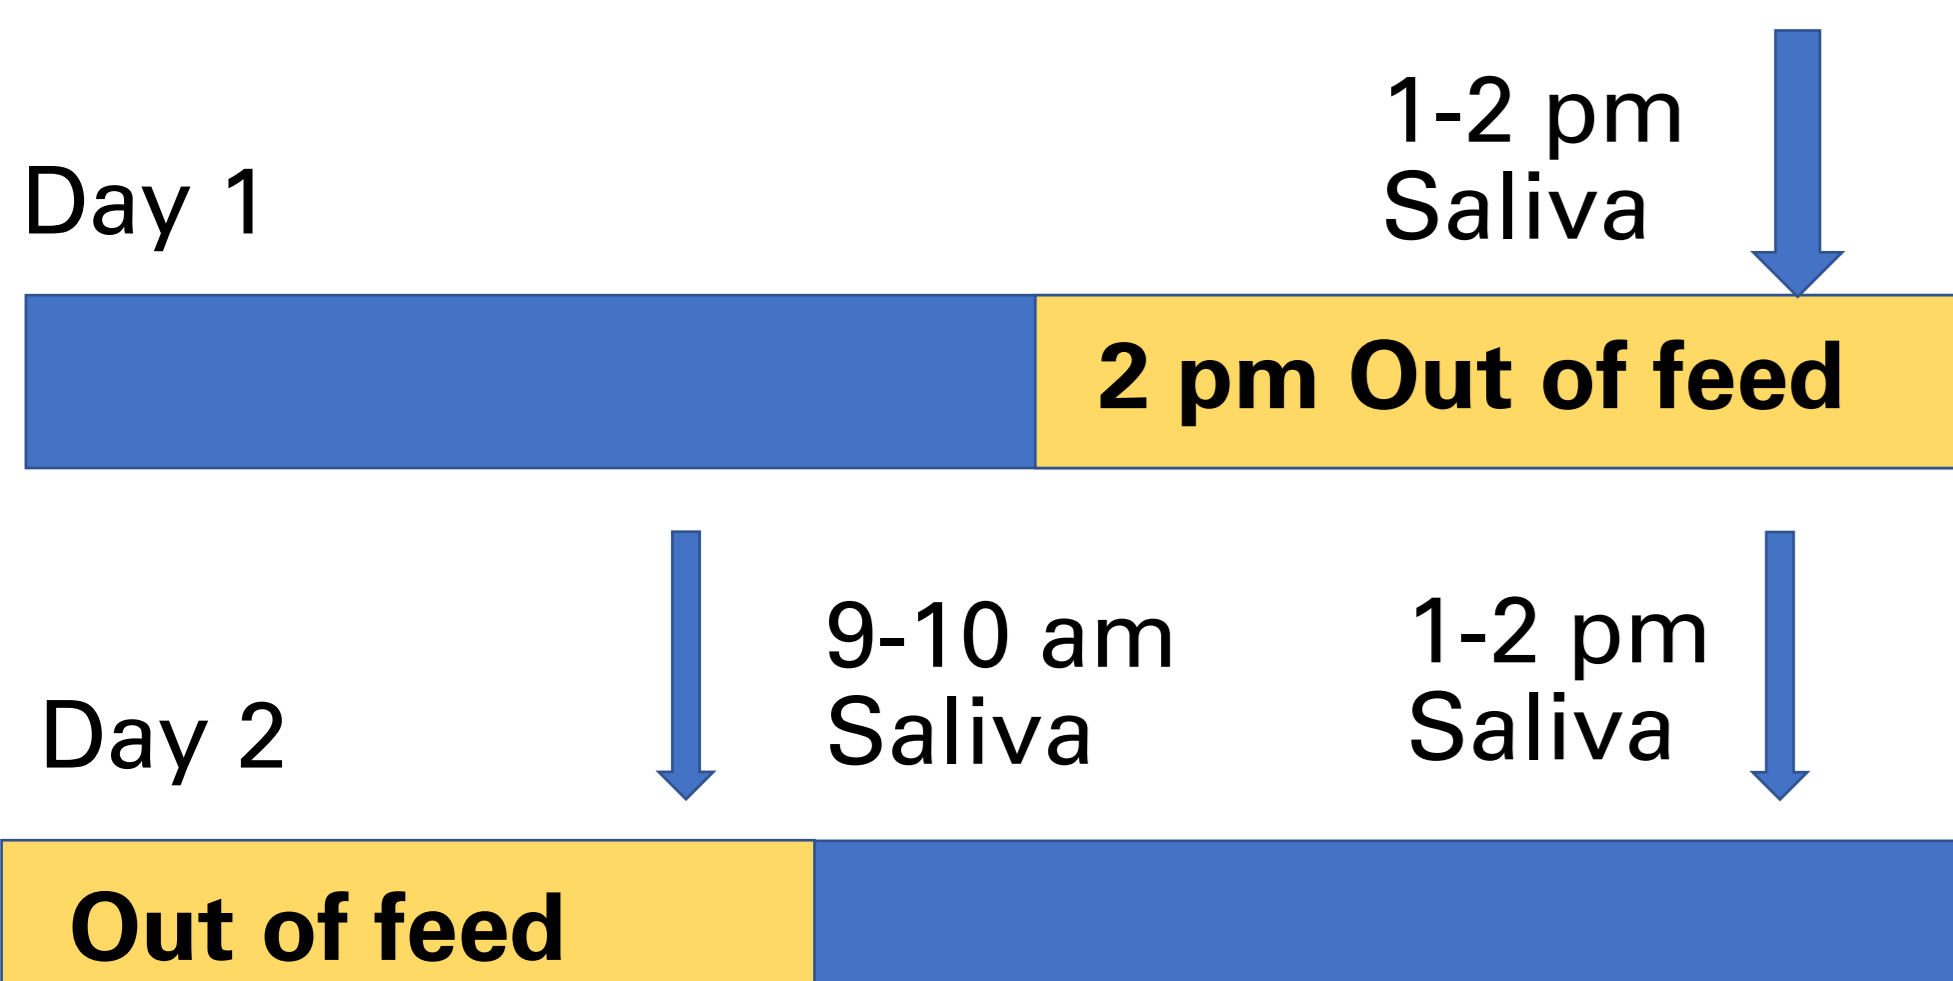 1-2 pm
Saliva
Day 1
2 pm Out of feed
9-10 am
Saliva
1-2 pm
Saliva
Day 2
Out of feed